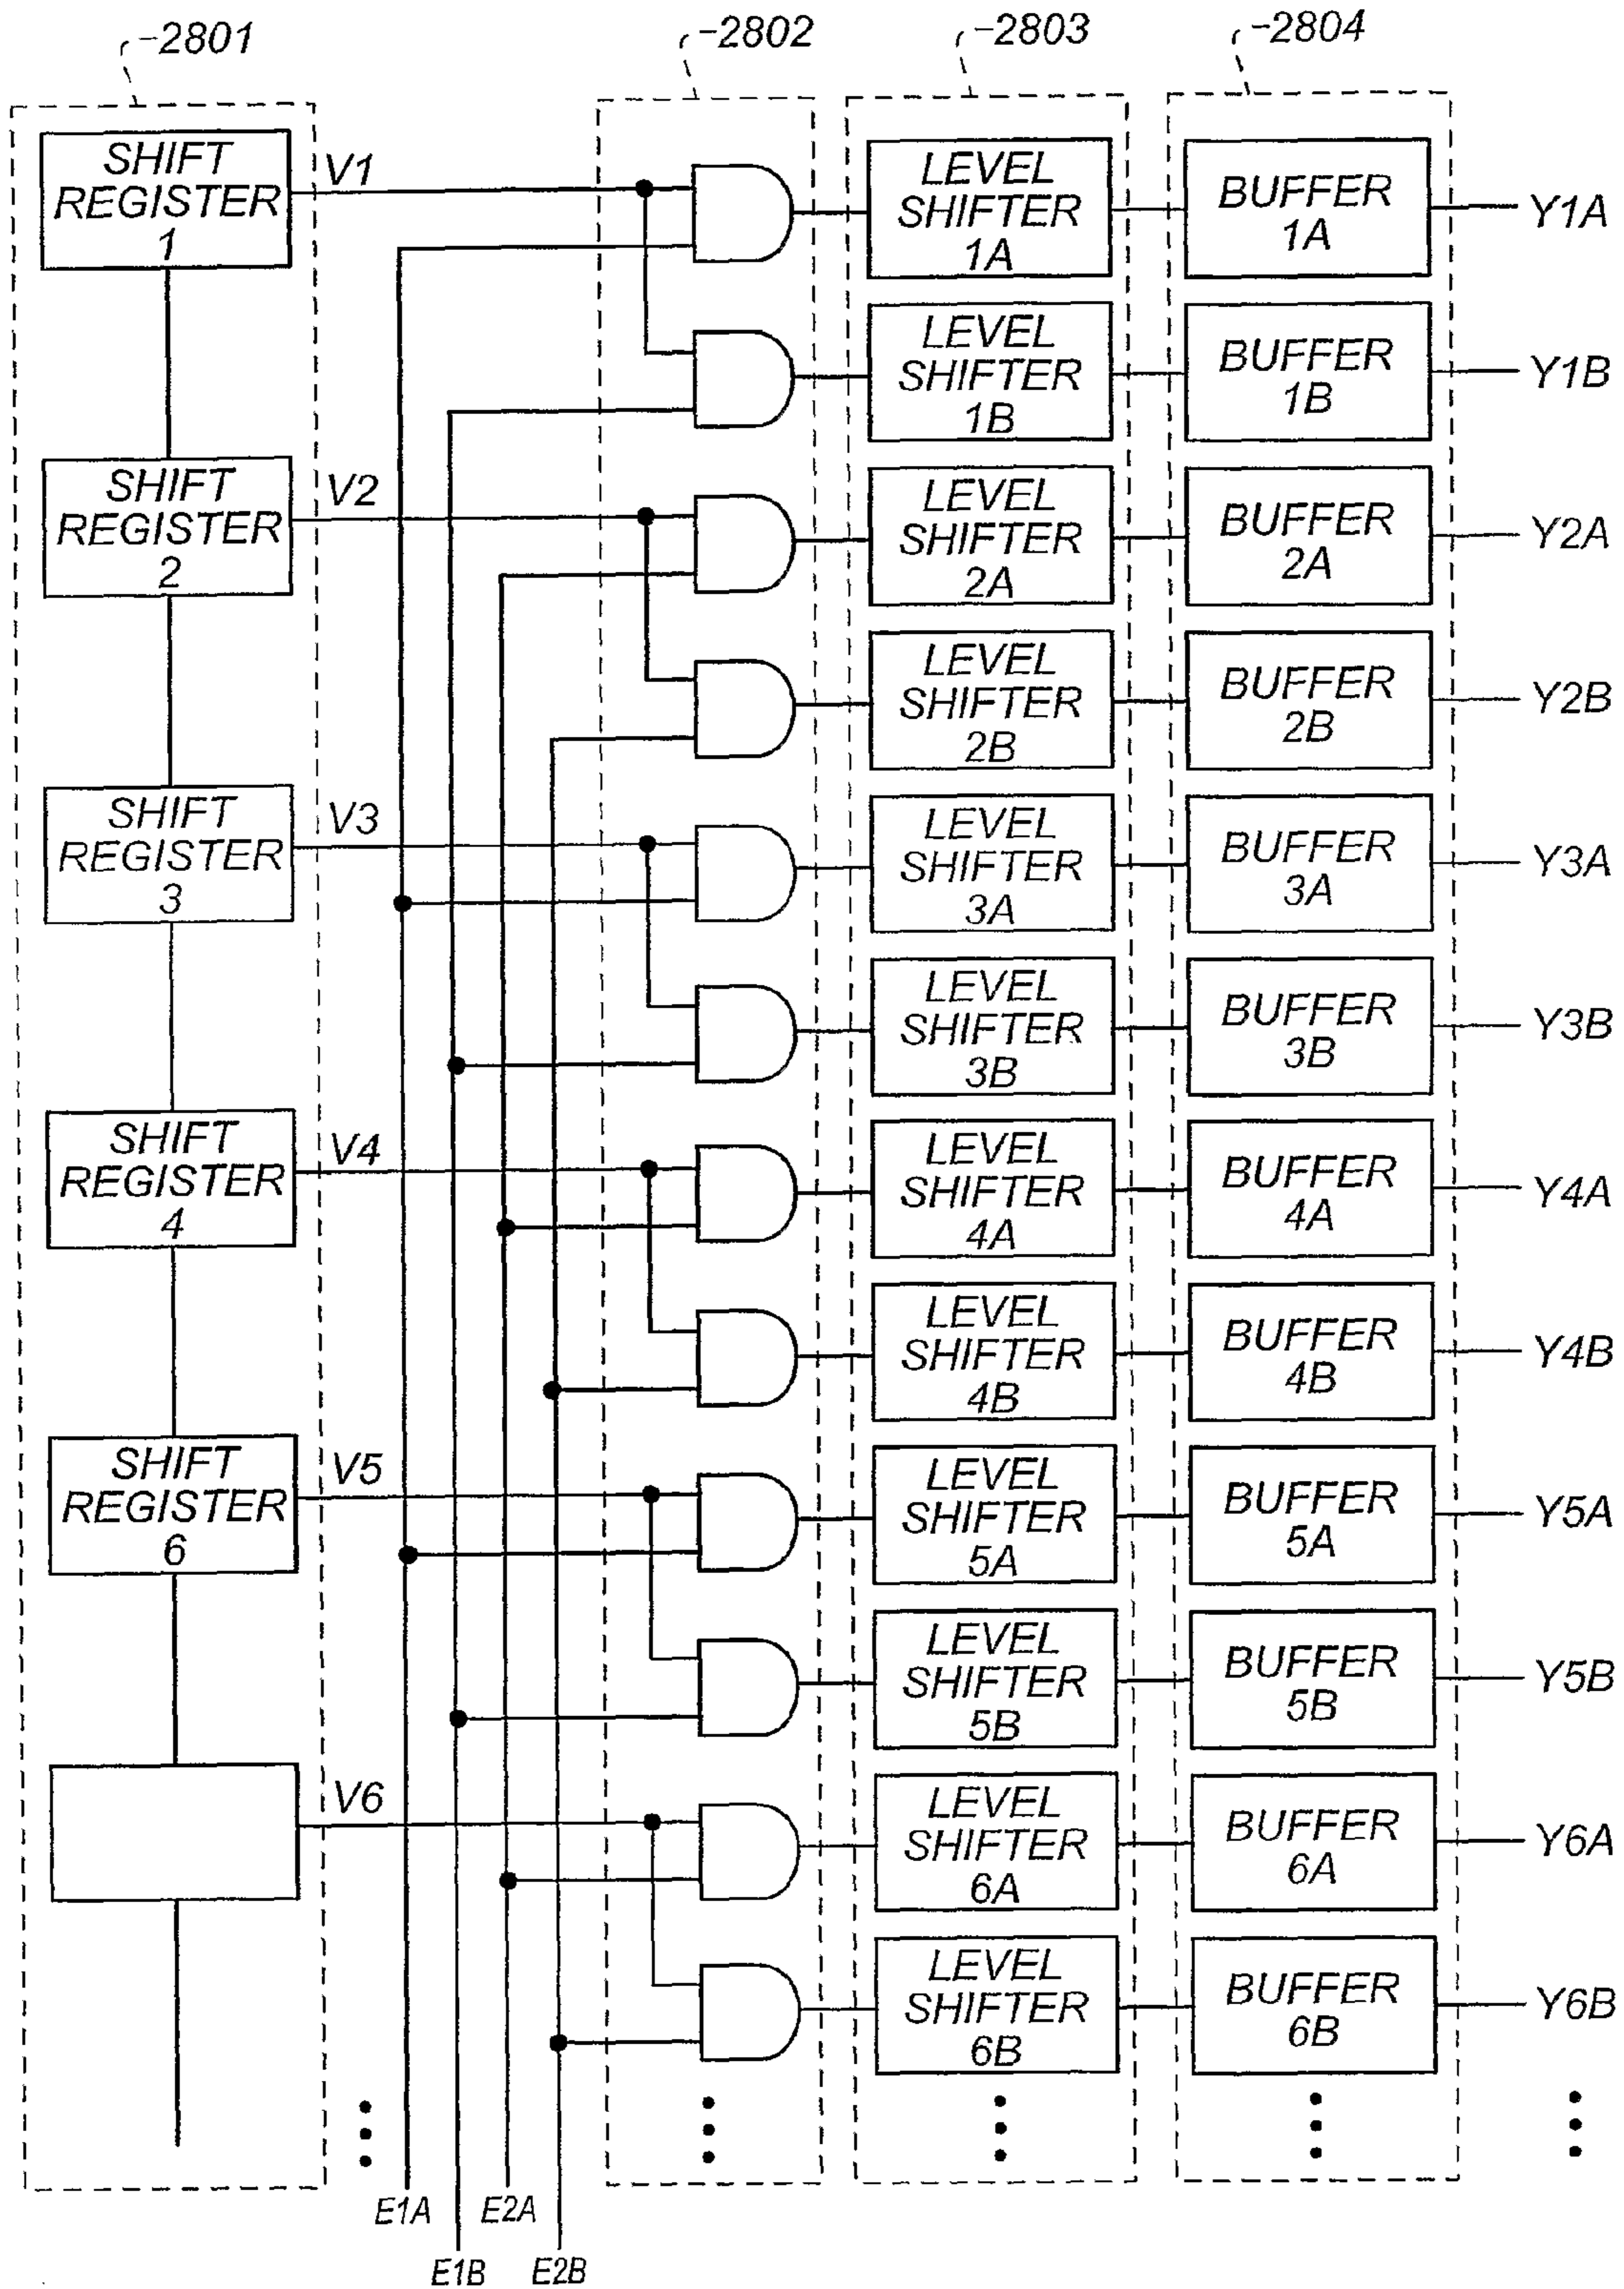 2801
2802
2803
2804
SHIFT
REGISTER
1
V1
LEVEL
SHIFTER
1A
BUFFER
1A
Y1A
LEVEL
SHIFTER
1B
BUFFER
1B
Y1B
SHIFT
REGISTER
2
V2
LEVEL
SHIFTER
2A
BUFFER
2A
Y2A
LEVEL
SHIFTER
2B
BUFFER
2B
Y2B
SHIFT
REGISTER
3
V3
LEVEL
SHIFTER
3A
BUFFER
3A
Y3A
LEVEL
SHIFTER
3B
BUFFER
3B
Y3B
SHIFT
REGISTER
4
V4
LEVEL
SHIFTER
4A
BUFFER
4A
Y4A
LEVEL
SHIFTER
4B
BUFFER
4B
Y4B
SHIFT
REGISTER
6
V5
LEVEL
SHIFTER
5A
BUFFER
5A
Y5A
LEVEL
SHIFTER
5B
BUFFER
5B
Y5B
V6
LEVEL
SHIFTER
6A
BUFFER
6A
Y6A
LEVEL
SHIFTER
6B
BUFFER
6B
Y6B
E1A
E2A
E1B
E2B